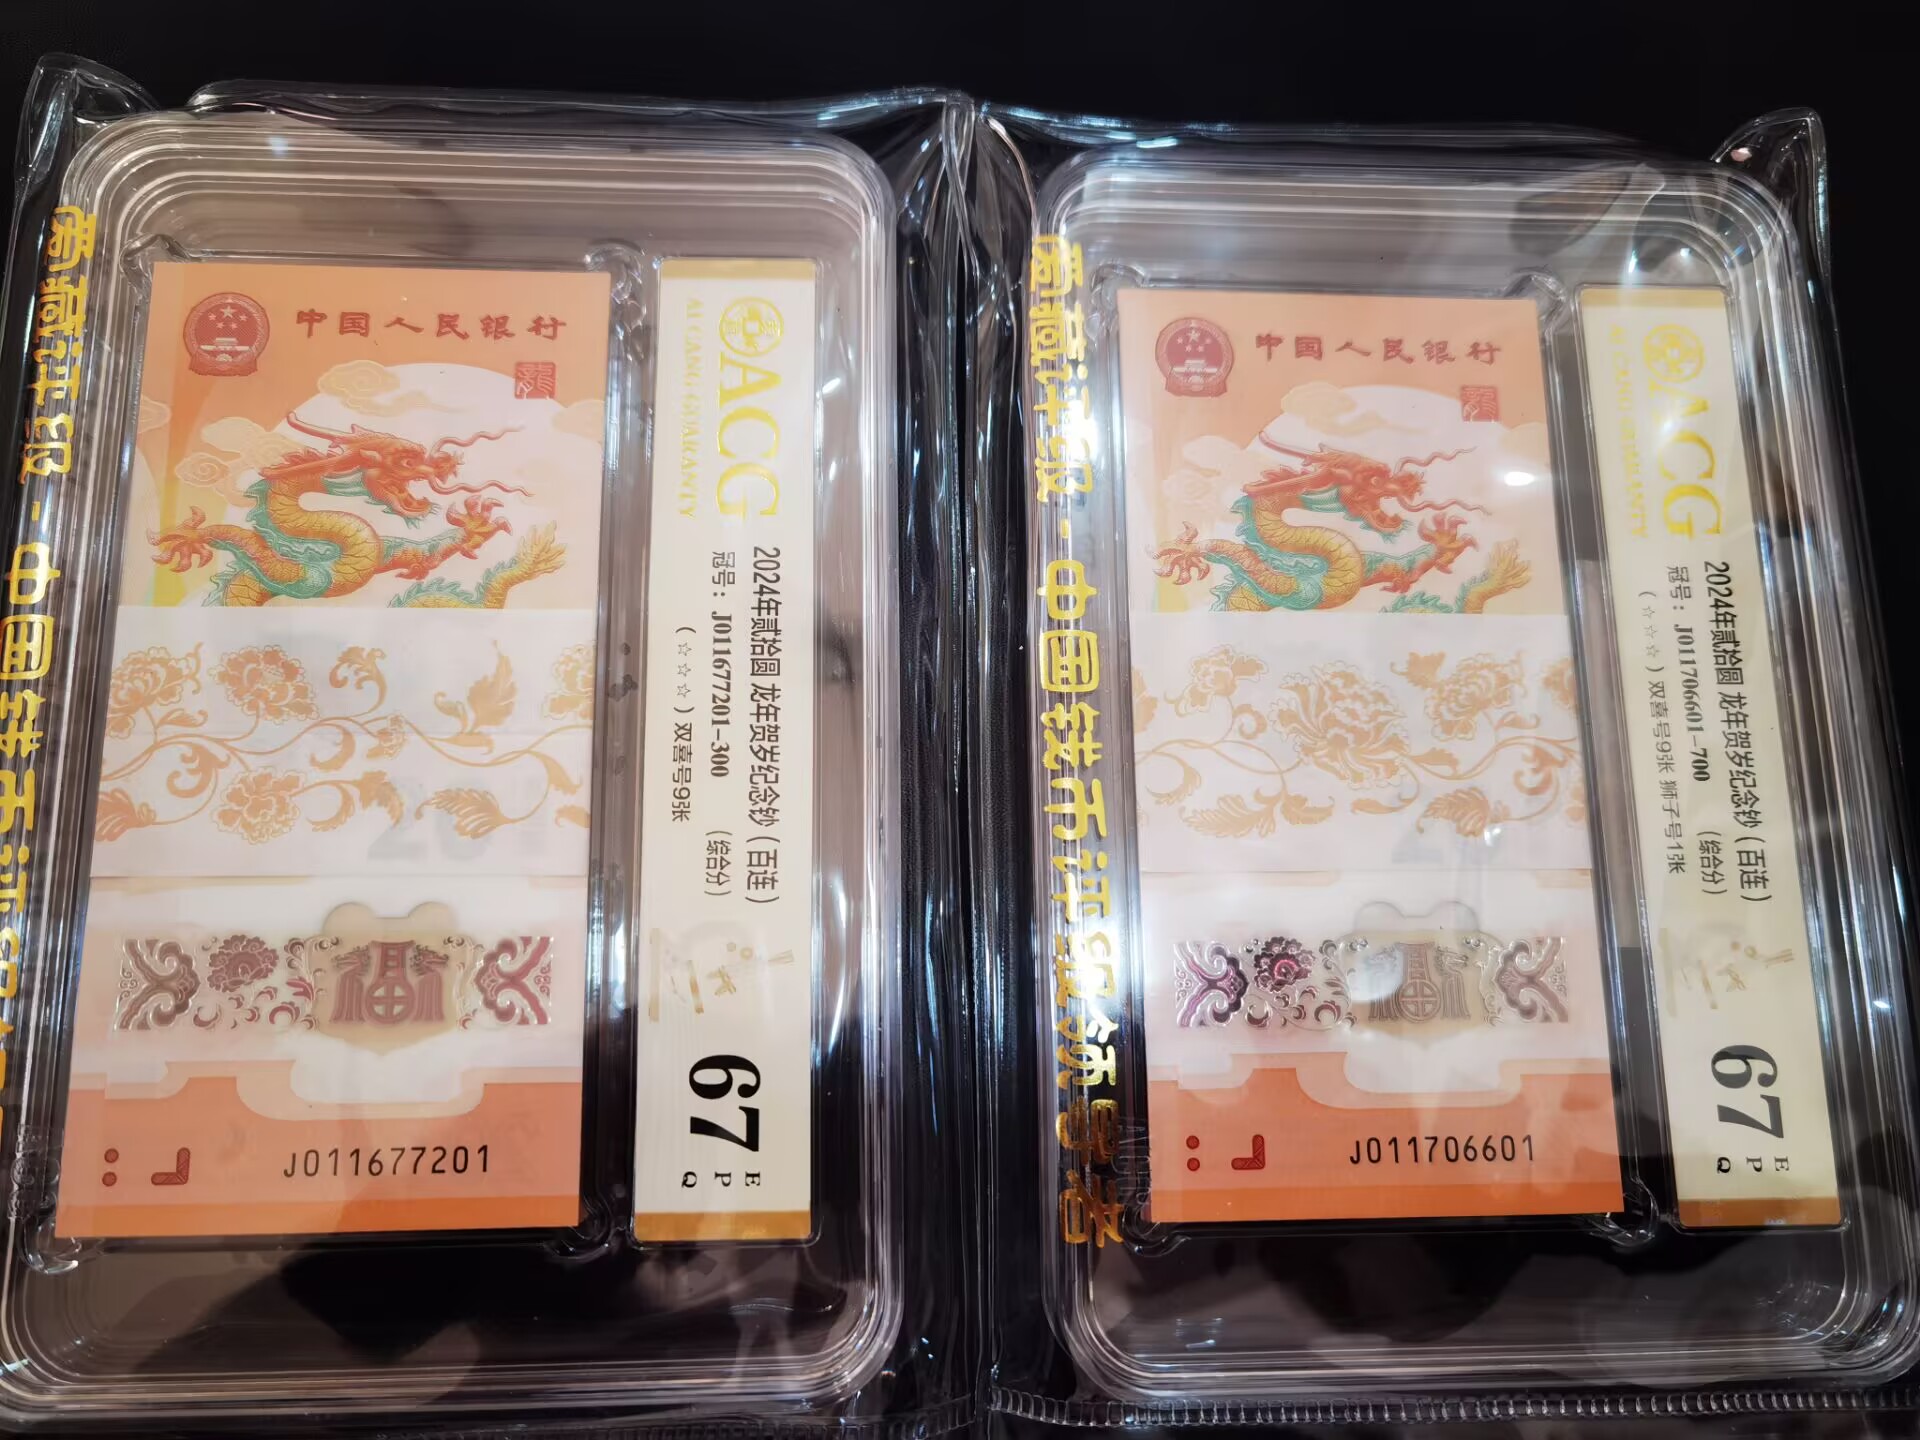 爱藏评级 - 中国钱币评级领
中国人民银行
龍
福
J011677201
ACG
AI CANG GUARANTY
2024年贰拾圆 龙年贺岁纪念钞（百连）
冠号：J011677201-300 （综合分）
（☆☆☆）双喜号9张
67
E
P
Q
爱藏评级 - 中国钱币评级领导者
中国人民银行
龍
福
J011706601
ACG
AI CANG GUARANTY
2024年贰拾圆 龙年贺岁纪念钞（百连）
冠号：J011706601-700 （综合分）
（☆☆☆）双喜号9张 狮子号1张
67
E
P
Q